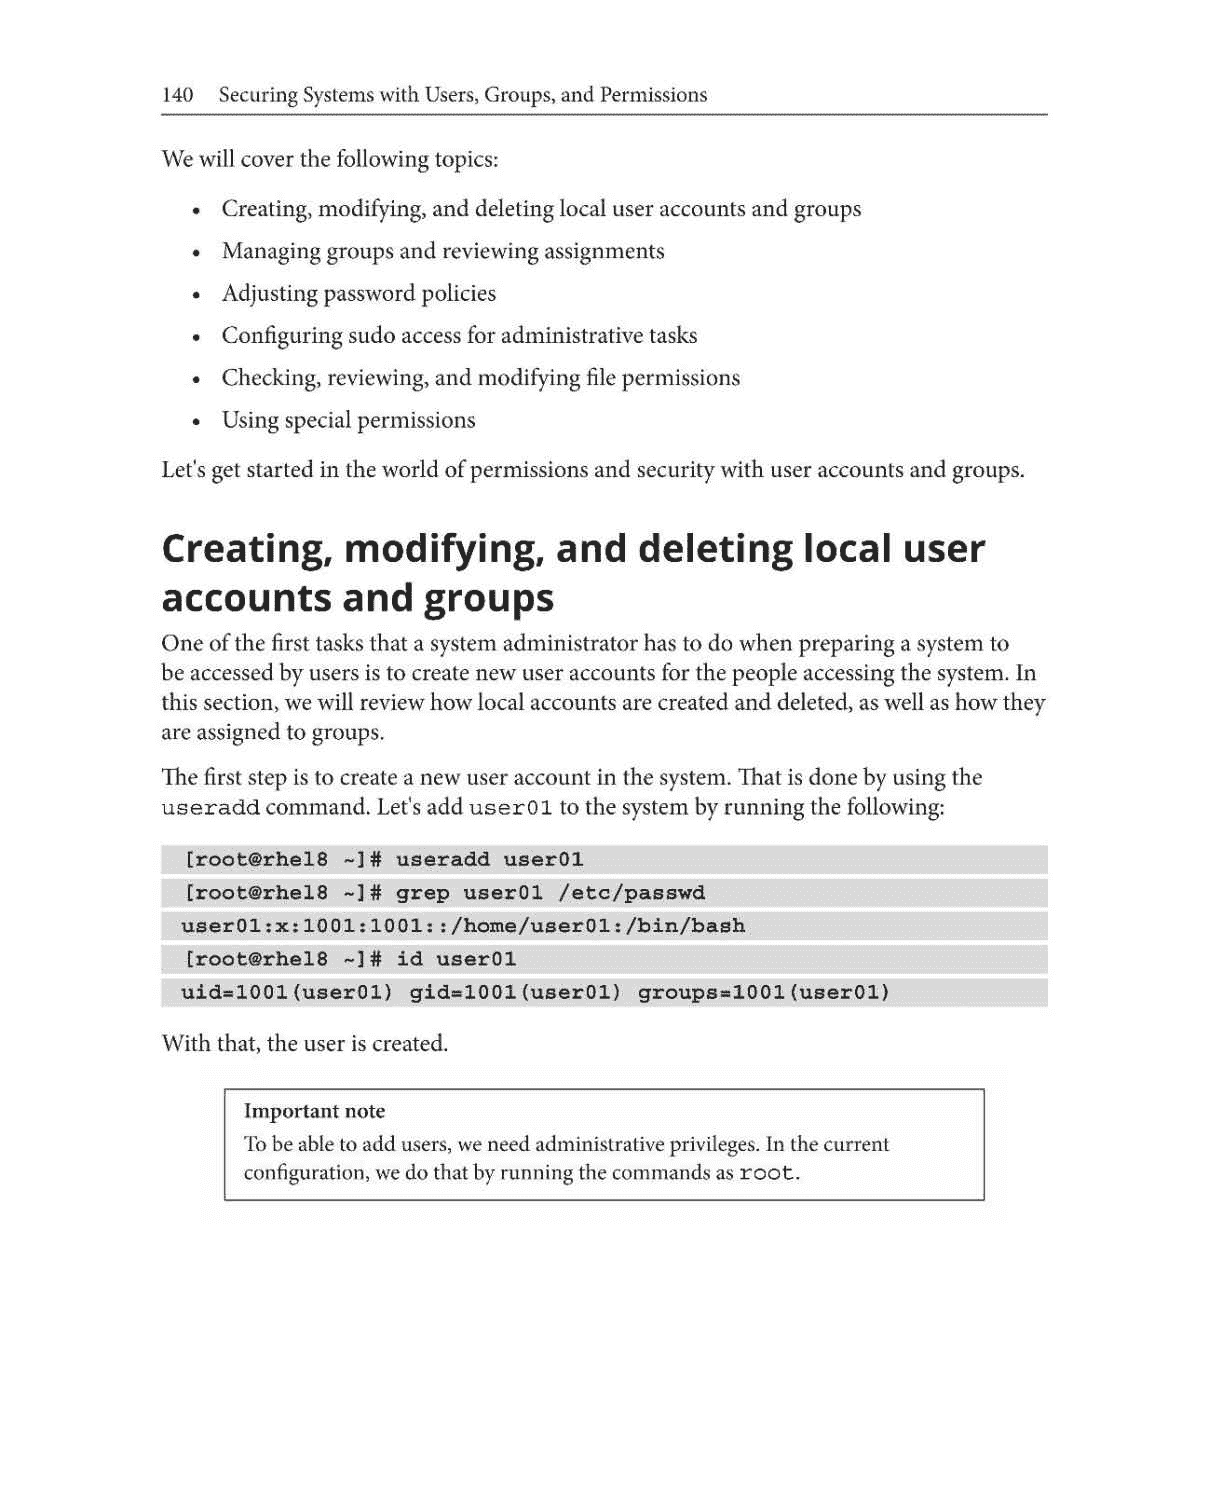 140 Securing Systems with Users, Groups, and Permissions
We will cover the following topics:
• Creating, modifying, and deleting local user accounts and groups
• Managing groups and reviewing assignments
• Adjusting password policies
• Configuring sudo access for administrative tasks
• Checking, reviewing, and modifying file permissions
• Using special permissions
Let's get started in the world of permissions and security with user accounts and groups.
Creating, modifying, and deleting local user
accounts and groups
One of the first tasks that a system administrator has to do when preparing a system to
be accessed by users is to create new user accounts for the people accessing the system. In
this section, we will review how local accounts are created and deleted, as well as how they
are assigned to groups.
The first step is to create a new user account in the system. That is done by using the
useradd command. Let's add user01 to the system by running the following:
[root@rhel8 ~]# useradd user01
[root@rhel8 ~]# grep user01 /etc/passwd
user01:x:1001:1001::/home/user01:/bin/bash
[root@rhel8 ~]# id user01
uid=1001(user01) gid=1001(user01) groups=1001(user01)
With that, the user is created.
Important note
To be able to add users, we need administrative privileges. In the current
configuration, we do that by running the commands as root.